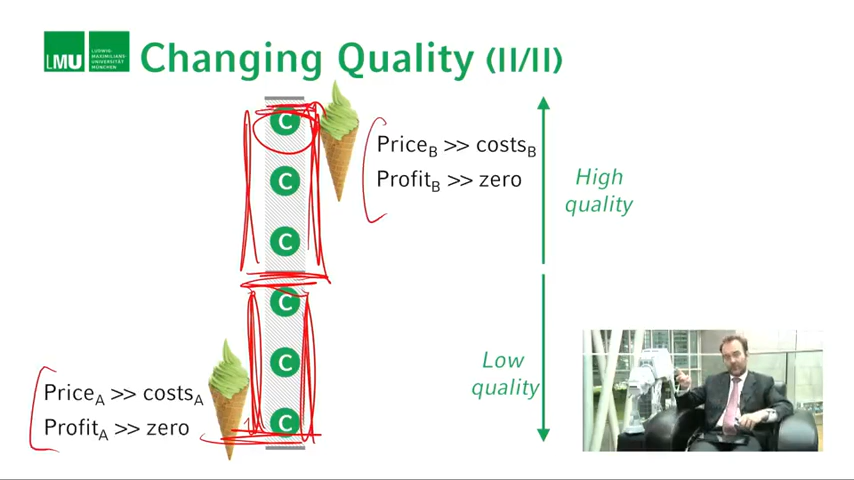 LMU
LUDWIG-
MAXIMILIANS-
UNIVERSITÄT
MÜNCHEN
Changing Quality (II/II)
C
Price_B >> costs_B
Profit_B >> zero
C
High
quality
C
C
C
Low
quality
Price_A >> costs_A
Profit_A >> zero
C